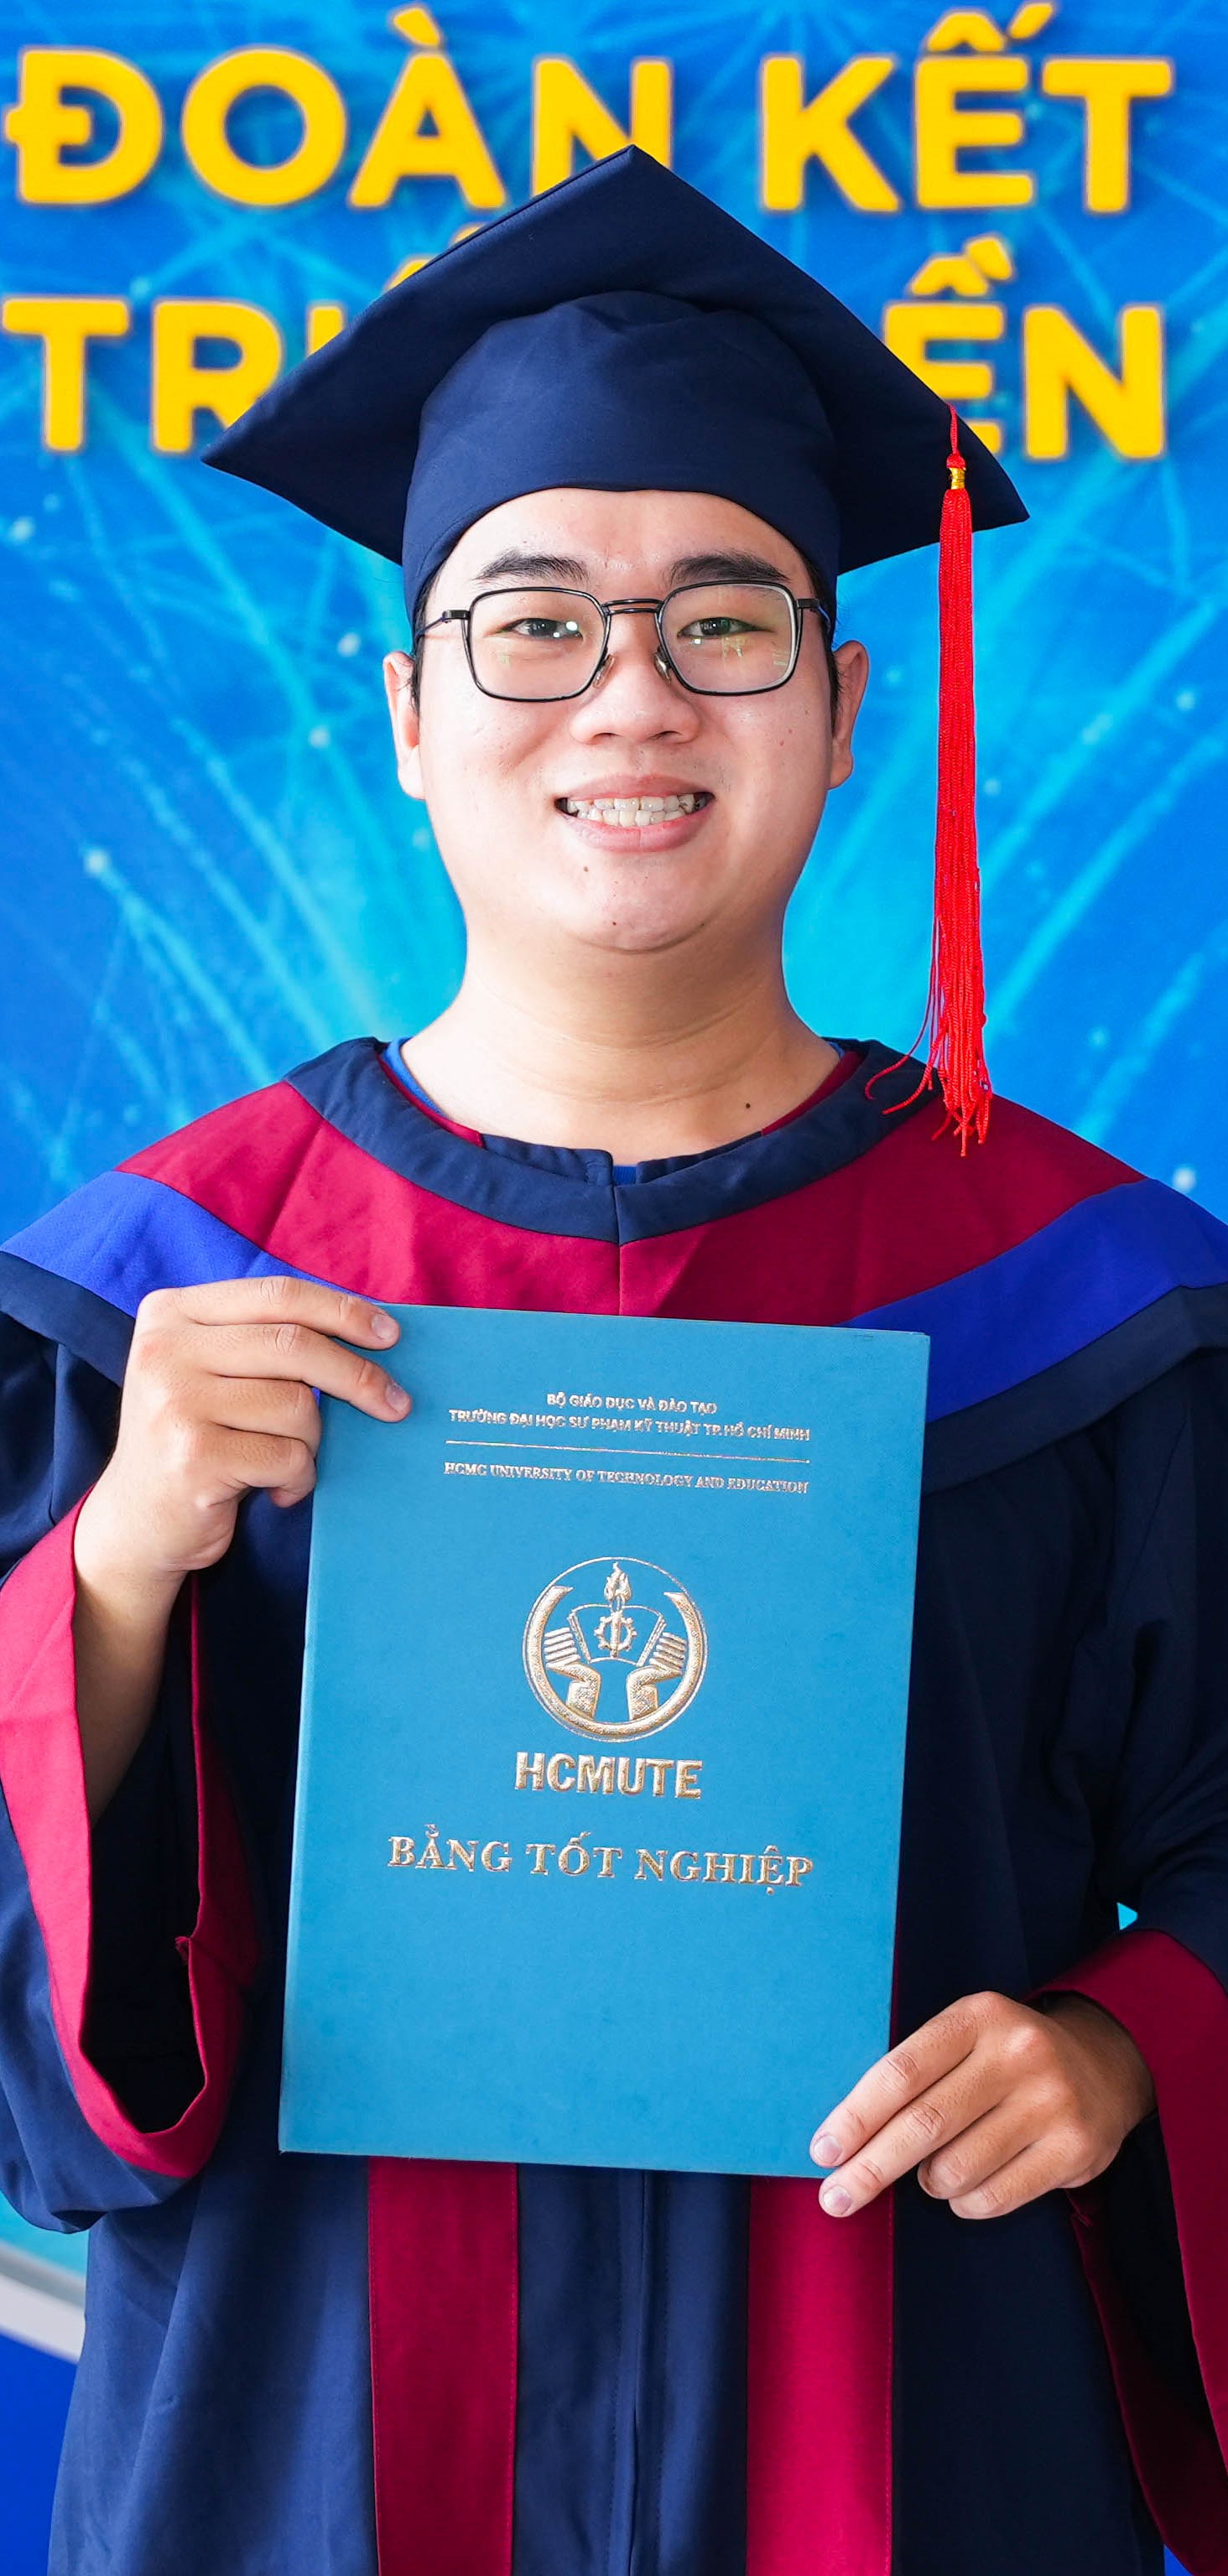 ĐOÀN KẾT
BỘ GIÁO DỤC VÀ ĐÀO TẠO
TRƯỜNG ĐẠI HỌC SƯ PHẠM KỸ THUẬT TP. HỒ CHÍ MINH
HCMC UNIVERSITY OF TECHNOLOGY AND EDUCATION
HCMUTE
BẰNG TỐT NGHIỆP